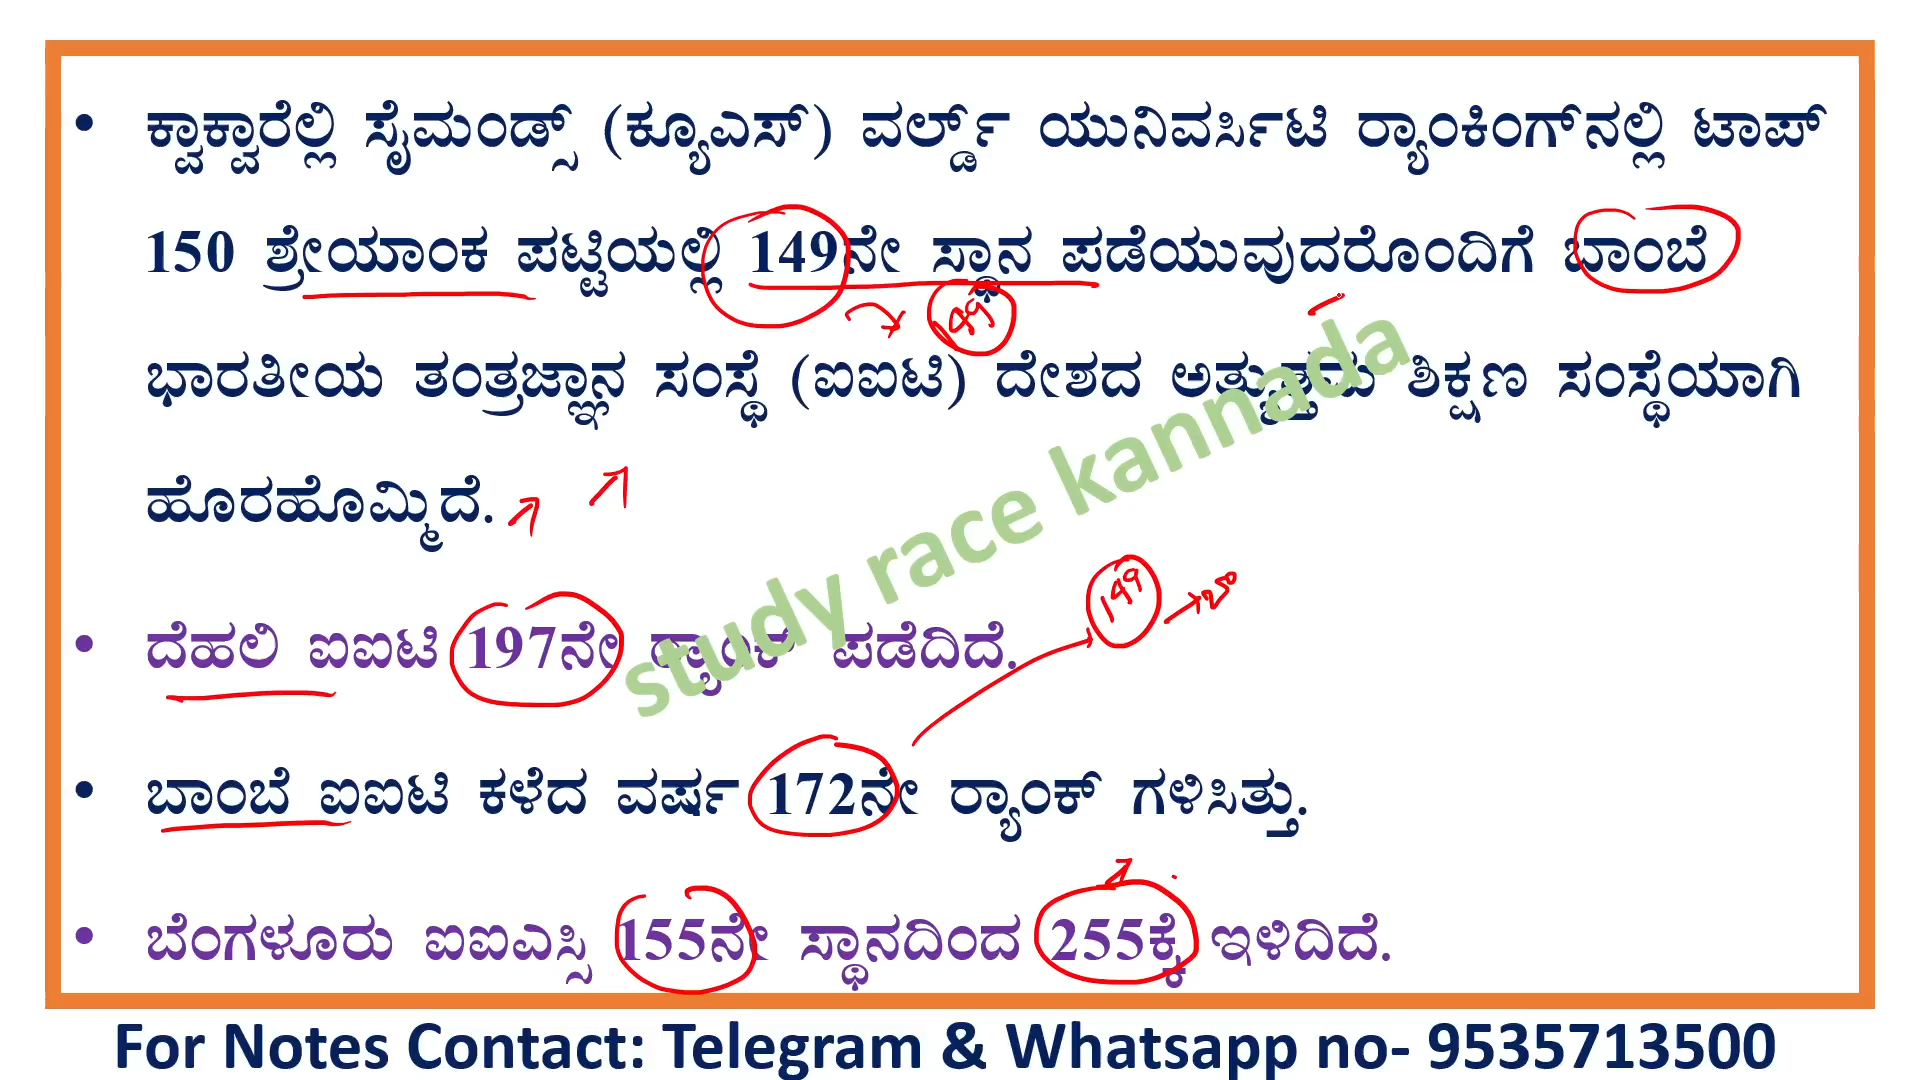 • ಕ್ವಾಕ್ವಾರೆಲ್ಲಿ ಸೈಮಂಡ್ಸ್ (ಕ್ಯೂಎಸ್) ವರ್ಲ್ಡ್ ಯುನಿವರ್ಸಿಟಿ ರ‍್ಯಾಂಕಿಂಗ್‌ನಲ್ಲಿ ಟಾಪ್
150 ಶ್ರೇಯಾಂಕ ಪಟ್ಟಿಯಲ್ಲಿ 149ನೇ ಸ್ಥಾನ ಪಡೆಯುವುದರೊಂದಿಗೆ ಬಾಂಬೆ
149
ಭಾರತೀಯ ತಂತ್ರಜ್ಞಾನ ಸಂಸ್ಥೆ (ಐಐಟಿ) ದೇಶದ ಅತ್ಯುತ್ತಮ ಶಿಕ್ಷಣ ಸಂಸ್ಥೆಯಾಗಿ
ಹೊರಹೊಮ್ಮಿದೆ.
study race kannada
149
• ದೆಹಲಿ ಐಐಟಿ 197ನೇ ರ‍್ಯಾಂಕ್ ಪಡೆದಿದೆ.
• ಬಾಂಬೆ ಐಐಟಿ ಕಳೆದ ವರ್ಷ 172ನೇ ರ‍್ಯಾಂಕ್ ಗಳಿಸಿತ್ತು.
• ಬೆಂಗಳೂರು ಐಐಎಸ್ಸಿ 155ನೇ ಸ್ಥಾನದಿಂದ 255ಕ್ಕೆ ಇಳಿದಿದೆ.
For Notes Contact: Telegram & Whatsapp no- 9535713500